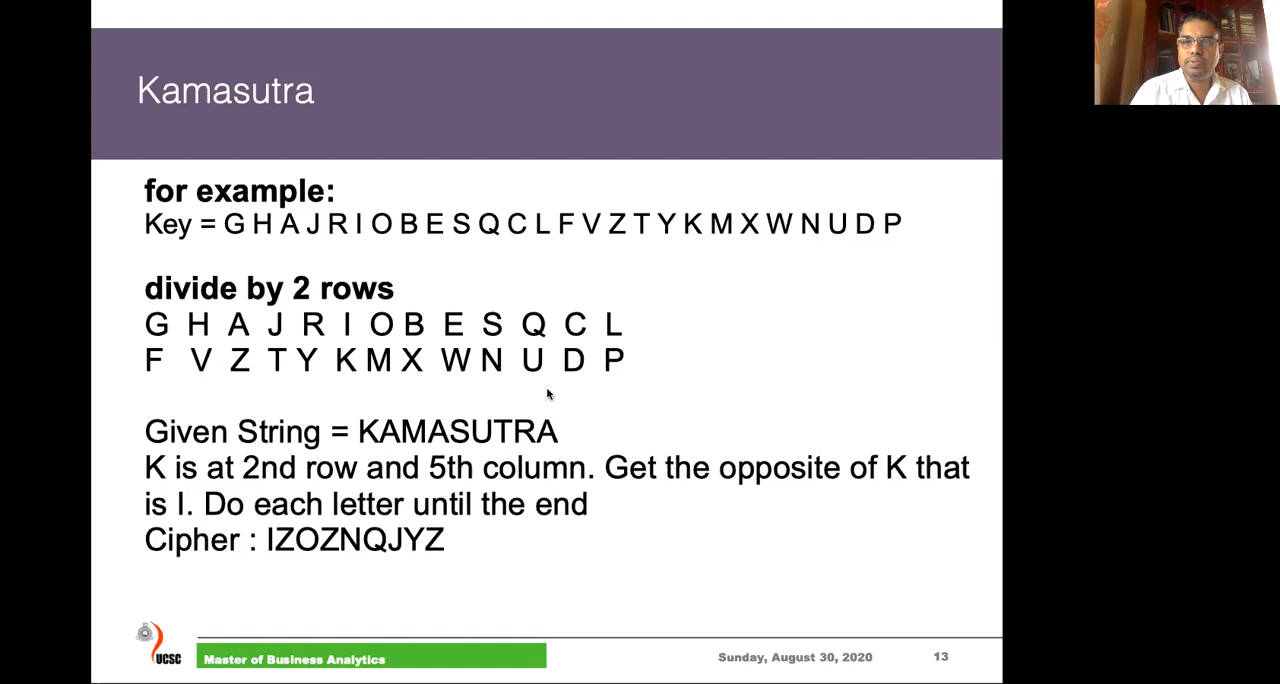 Kamasutra
for example:
Key = G H A J R I O B E S Q C L F V Z T Y K M X W N U D P
divide by 2 rows
G H A J R I O B E S Q C L
F V Z T Y K M X W N U D P
Given String = KAMASUTRA
K is at 2nd row and 5th column. Get the opposite of K that
is I. Do each letter until the end
Cipher : IZOZNQJYZ
UCSC
Master of Business Analytics
Sunday, August 30, 2020
13